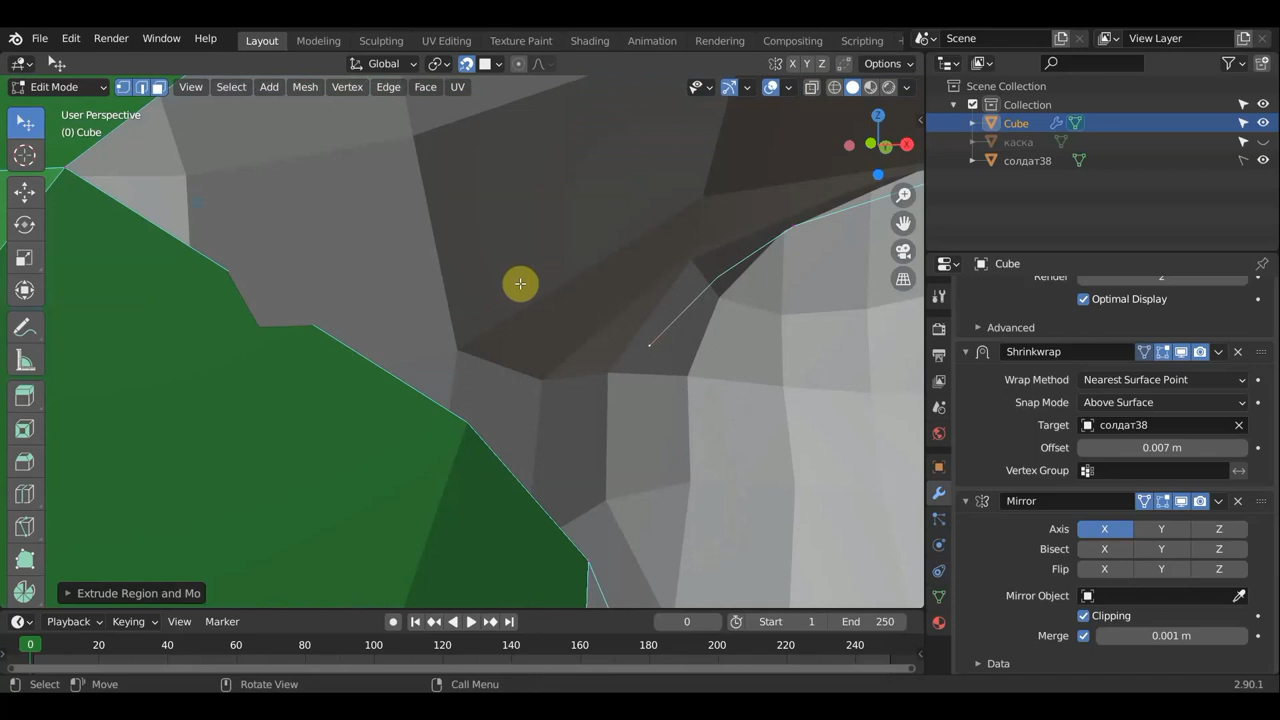 File Edit Render Window Help
Layout Modeling Sculpting UV Editing Texture Paint Shading Animation Rendering Compositing Scripting
Scene
View Layer
Global
X Y Z
Options
Edit Mode
View Select Add Mesh Vertex Edge Face UV
User Perspective
(0) Cube
Z
X
Y
Scene Collection
Collection
Cube
каска
солдат38
Cube
Render 2
Optimal Display
Advanced
Shrinkwrap
Wrap Method Nearest Surface Point
Snap Mode Above Surface
Target солдат38
Offset 0.007 m
Vertex Group
Mirror
Axis X Y Z
Bisect X Y Z
Flip X Y Z
Mirror Object
Clipping
Merge 0.001 m
Data
Extrude Region and Mo
Playback Keying View Marker
0
Start 1
End 250
0 20 40 60 80 100 120 140 160 180 200 220 240
Select Move Rotate View Call Menu
2.90.1